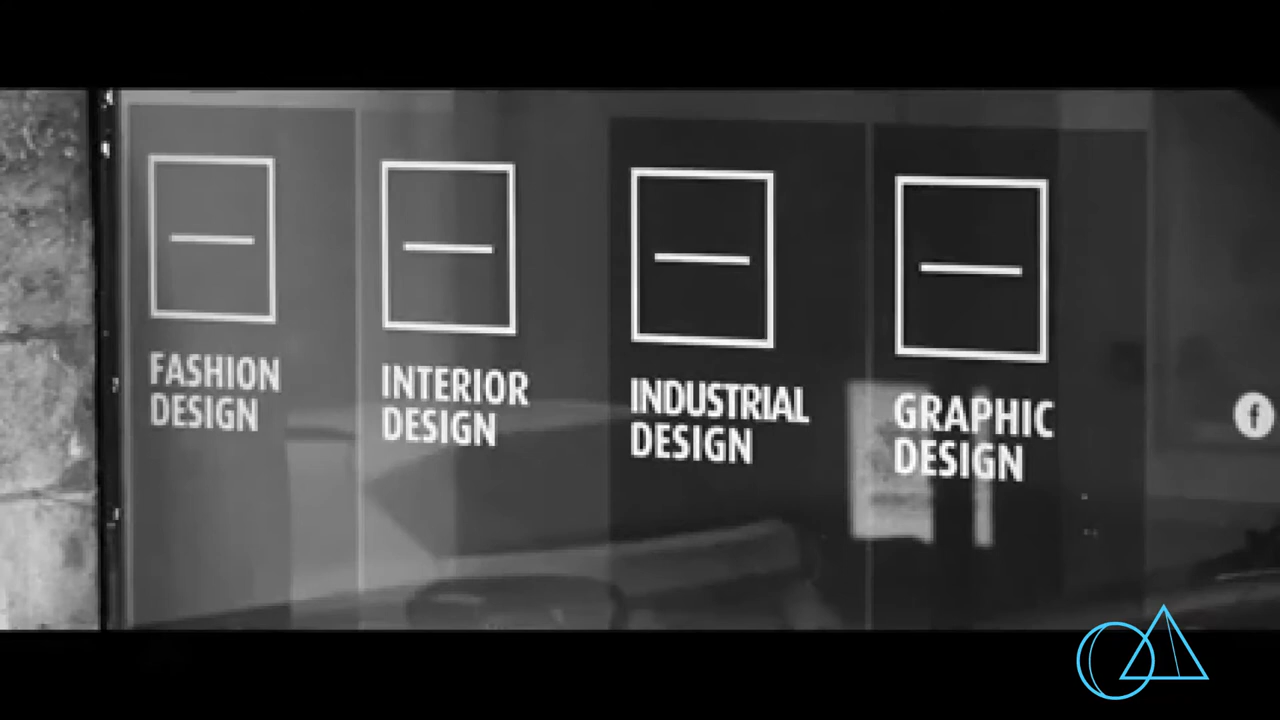 FASHION
DESIGN
INTERIOR
DESIGN
INDUSTRIAL
DESIGN
GRAPHIC
DESIGN
f